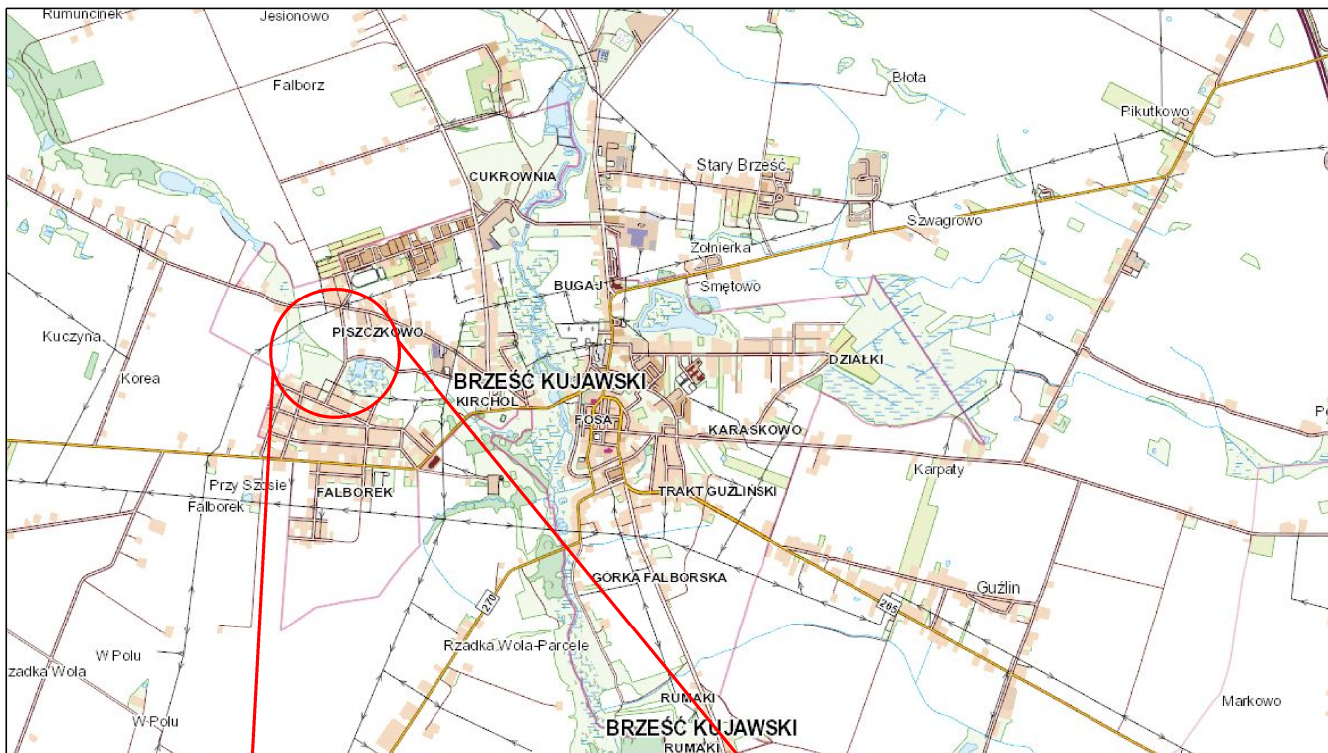 Rumuncinek
Jesionowo
Falborz
Błota
Pikutkowo
CUKROWNIA
Stary Brześć
Szwagrowo
Żołnierka
BUGAJ
Smętowo
PISZCZKOWO
Kuczyna
DZIAŁKI
Korea
BRZEŚĆ KUJAWSKI
KIRCHOL
FOSA
KARASKOWO
Karpaty
Przy Szosie
FALBOREK
Falborek
TRAKT GUŹLIŃSKI
GÓRKA FALBORSKA
Guźlin
270
265
Rzadka Wola-Parcele
W Polu
zadka Wola
RUMAKI
Markowo
W Polu
BRZEŚĆ KUJAWSKI
RUMAKI